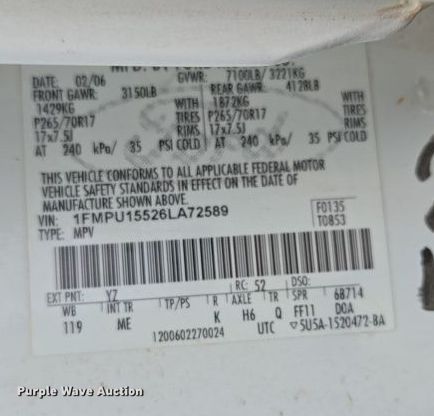 DATE: 02/06 GVWR: 7100LB/ 3221KG
FRONT GAWR: 3150LB REAR GAWR: 4128LB
1429KG WITH 1872KG WITH
P265/70R17 TIRES P265/70R17 TIRES
17x7.5J RIMS 17x7.5J RIMS
AT 240 kPa/ 35 PSI COLD AT 240 kPa/ 35 PSI COLD
THIS VEHICLE CONFORMS TO ALL APPLICABLE FEDERAL MOTOR
VEHICLE SAFETY STANDARDS IN EFFECT ON THE DATE OF
MANUFACTURE SHOWN ABOVE.
VIN: 1FMPU15526LA72589 F0135
TYPE: MPV T0853
EXT PNT: YZ RC: 52 DSO:
WB INT TR TP/PS R AXLE TR SPR 68714
119 ME K H6 Q FF11 DOA
1200602270024 UTC ▽5U5A-1520472-BA
Purple Wave Auction